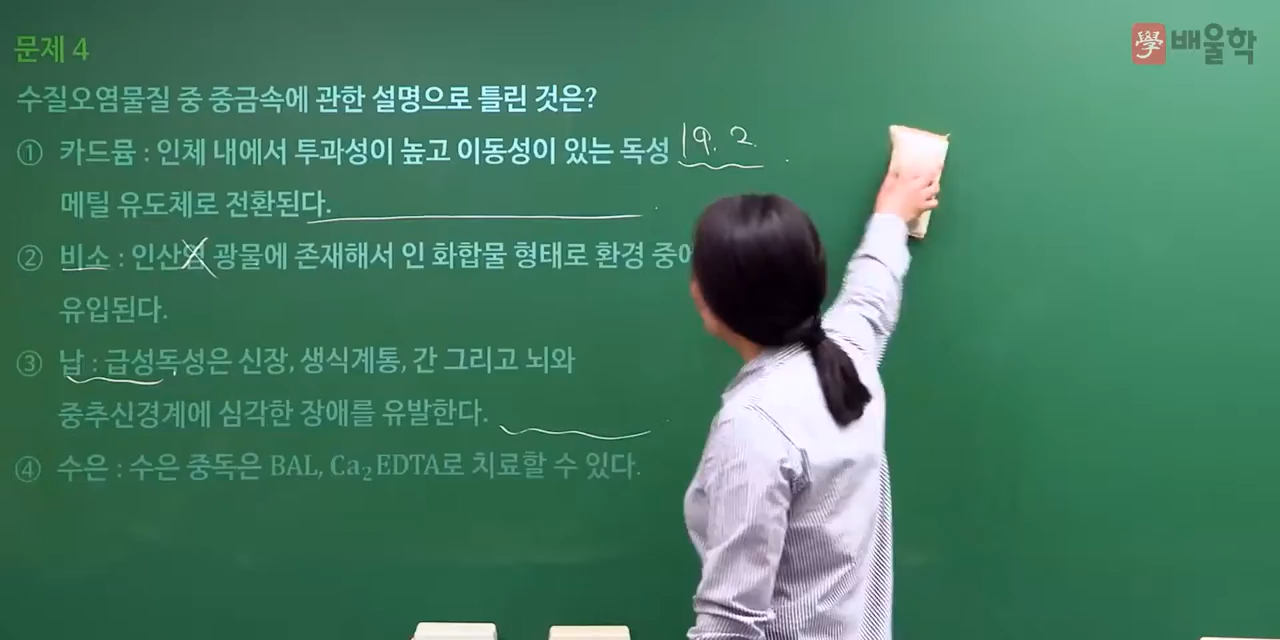 學 배울학
문제 4
수질오염물질 중 중금속에 관한 설명으로 틀린 것은?
① 카드뮴 : 인체 내에서 투과성이 높고 이동성이 있는 독성 19. 2.
메틸 유도체로 전환된다.
② 비소 : 인산염 광물에 존재해서 인 화합물 형태로 환경 중에
유입된다.
③ 납 : 급성독성은 신장, 생식계통, 간 그리고 뇌와
중추신경계에 심각한 장애를 유발한다.
④ 수은 : 수은 중독은 BAL, Ca₂EDTA로 치료할 수 있다.